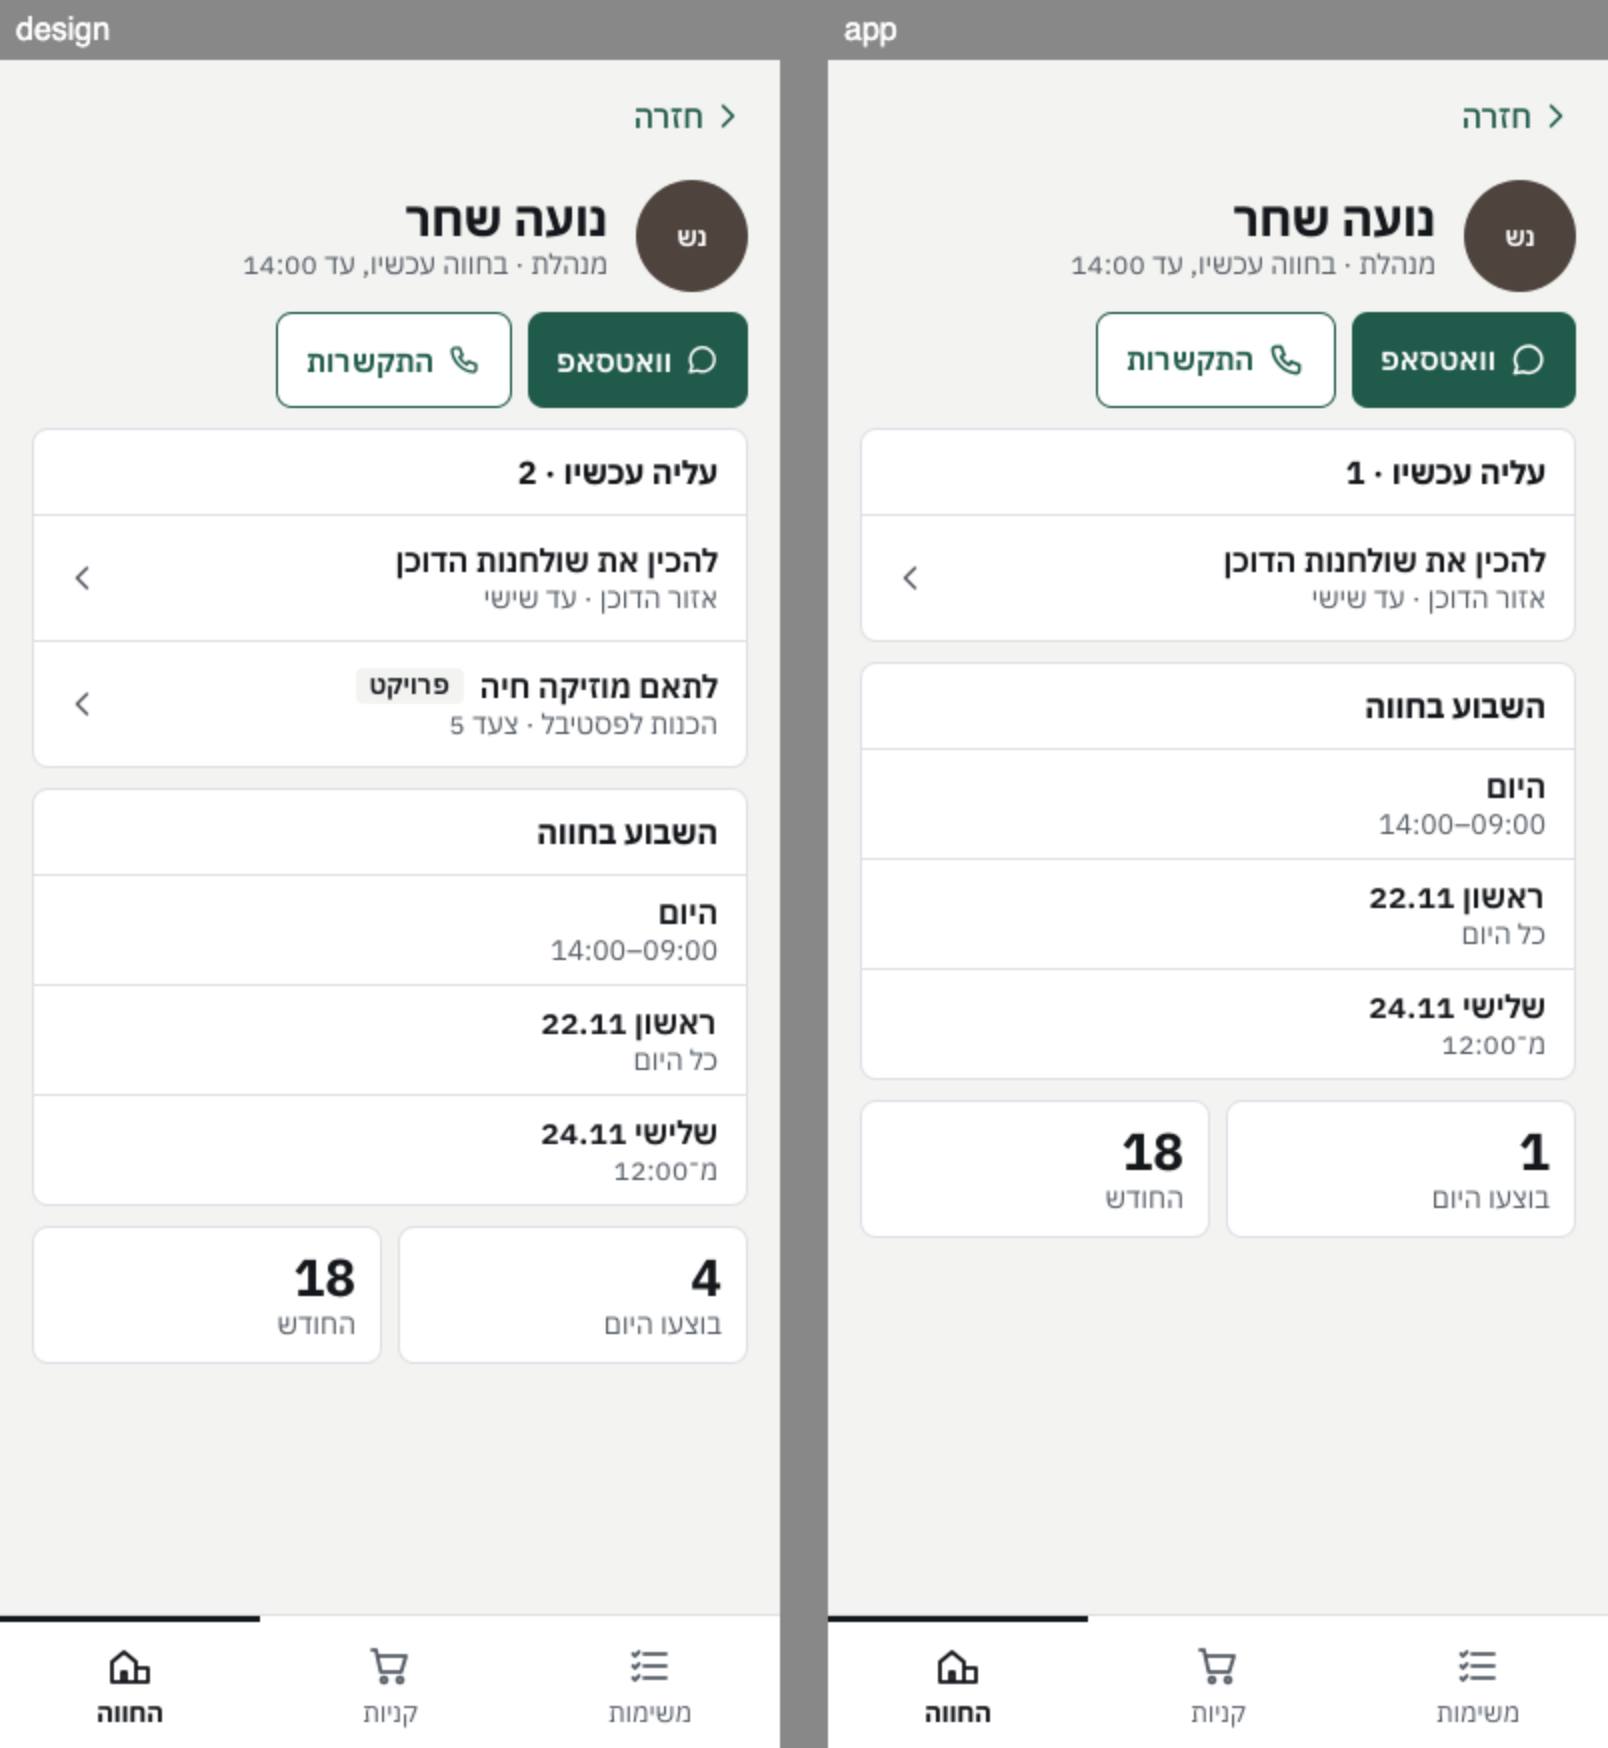 design
חזרה
נועה שחר
נש
מנהלת · בחווה עכשיו, עד 14:00
וואטסאפ
התקשרות
עליה עכשיו · 2
להכין את שולחנות הדוכן
אזור הדוכן · עד שישי
לתאם מוזיקה חיה פרויקט
הכנות לפסטיבל · צעד 5
השבוע בחווה
היום
09:00–14:00
ראשון 22.11
כל היום
שלישי 24.11
מ־12:00
4
בוצעו היום
18
החודש
משימות
קניות
החווה
app
חזרה
נועה שחר
נש
מנהלת · בחווה עכשיו, עד 14:00
וואטסאפ
התקשרות
עליה עכשיו · 1
להכין את שולחנות הדוכן
אזור הדוכן · עד שישי
השבוע בחווה
היום
09:00–14:00
ראשון 22.11
כל היום
שלישי 24.11
מ־12:00
1
בוצעו היום
18
החודש
משימות
קניות
החווה